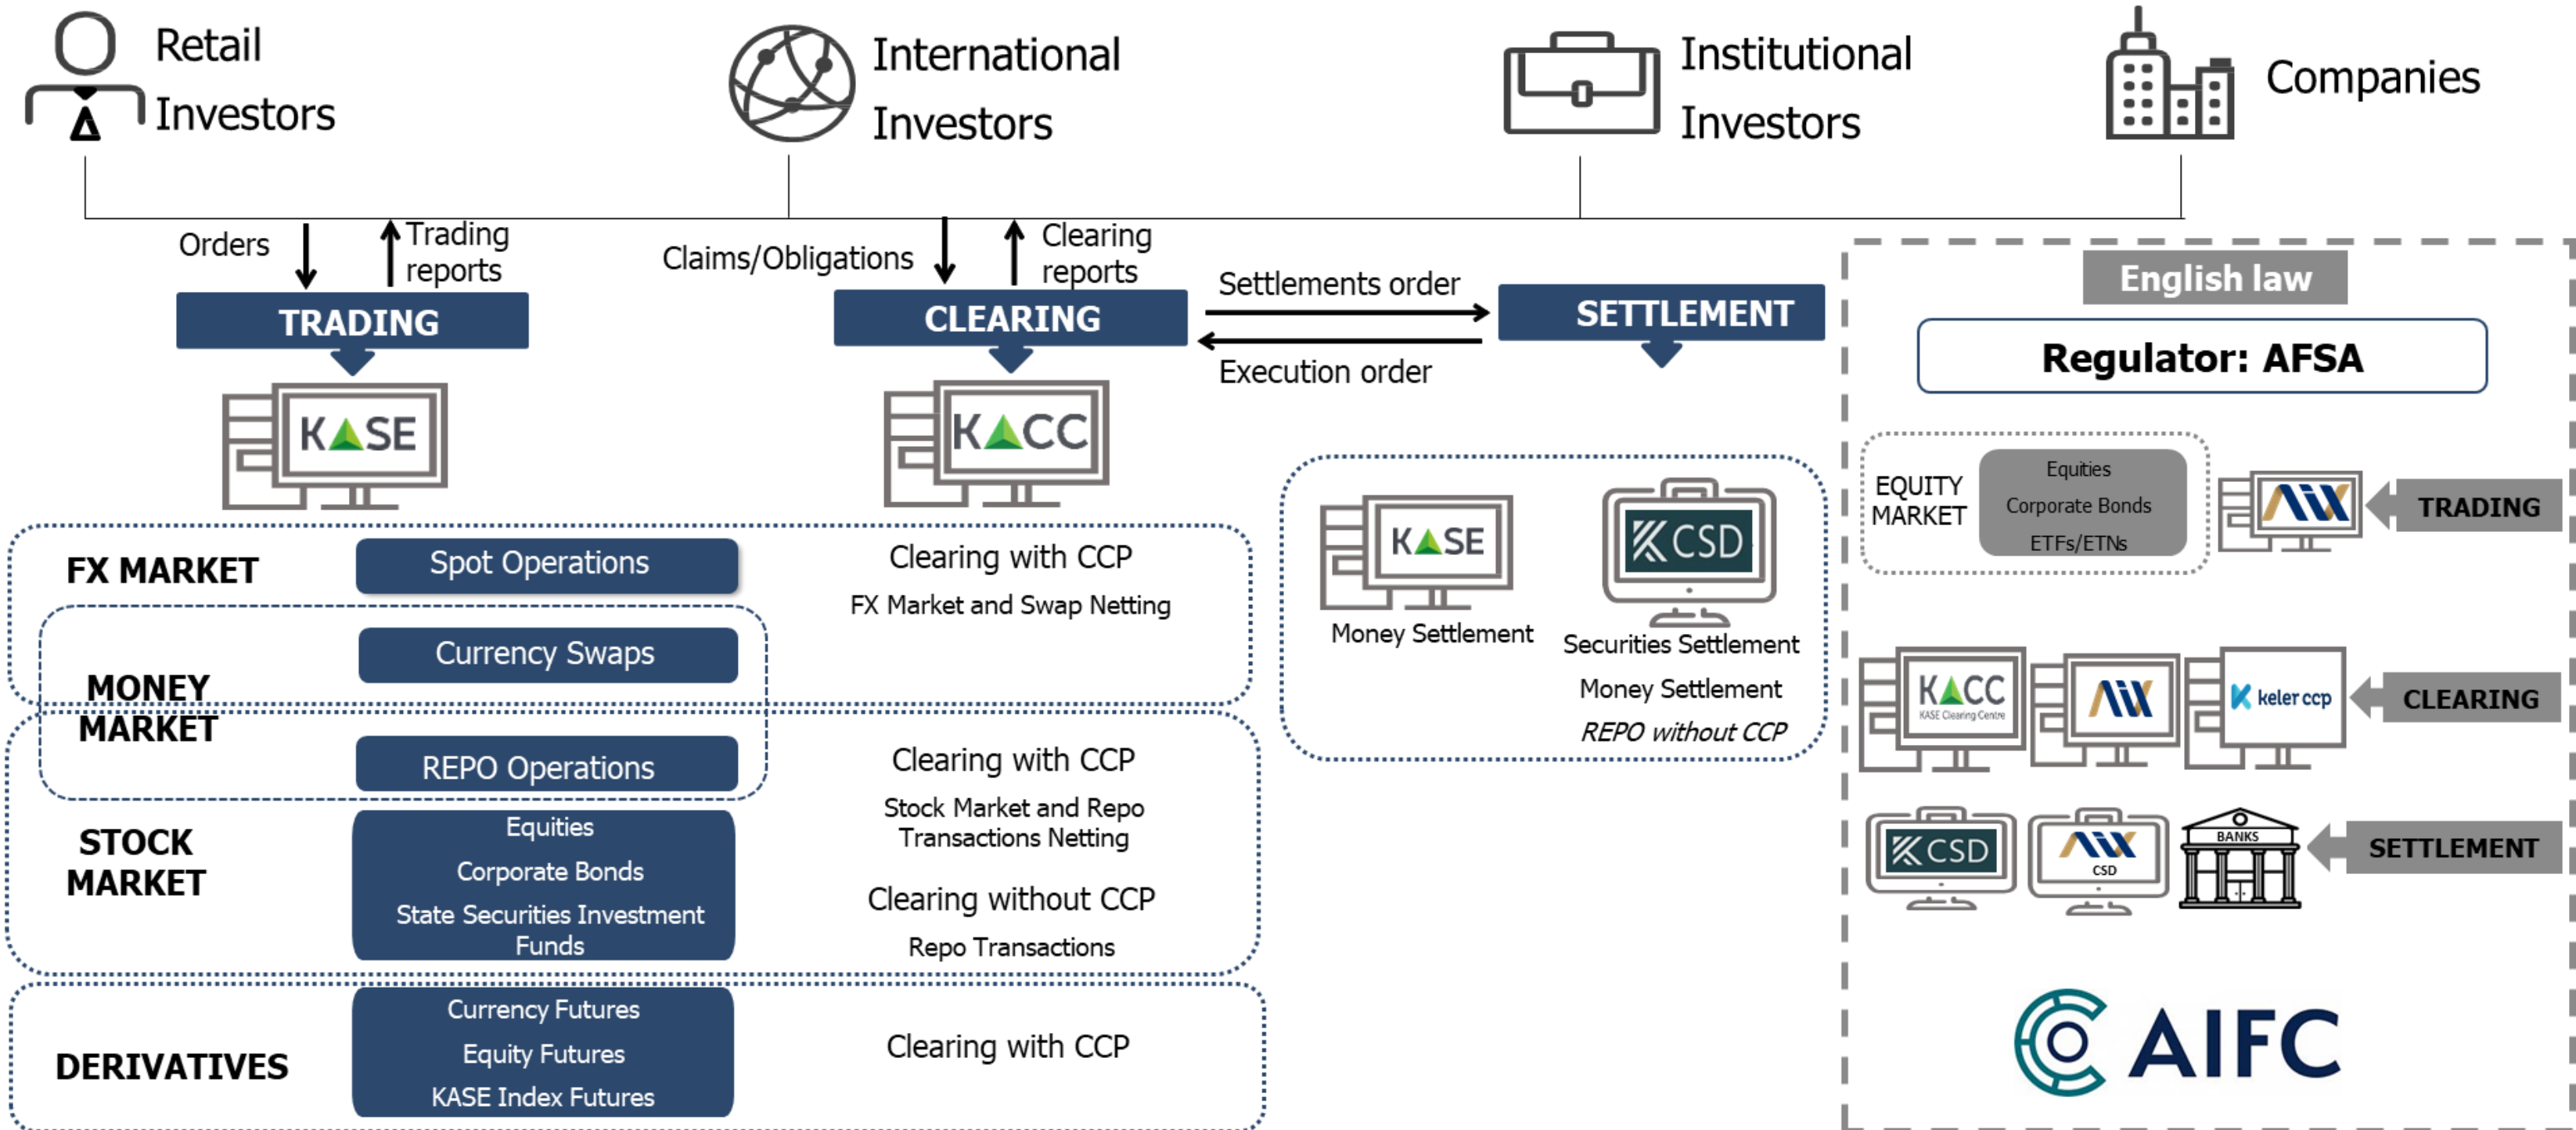 Retail
Investors
International
Investors
Institutional
Investors
Companies
Orders
Trading
reports
Claims/Obligations
Clearing
reports
Settlements order
Execution order
TRADING
CLEARING
SETTLEMENT
KASE
KACC
FX MARKET
Spot Operations
Clearing with CCP
FX Market and Swap Netting
Currency Swaps
MONEY
MARKET
REPO Operations
Clearing with CCP
Stock Market and Repo
Transactions Netting
STOCK
MARKET
Equities
Corporate Bonds
State Securities Investment
Funds
Clearing without CCP
Repo Transactions
DERIVATIVES
Currency Futures
Equity Futures
KASE Index Futures
Clearing with CCP
KASE
Money Settlement
CSD
Securities Settlement
Money Settlement
REPO without CCP
English law
Regulator: AFSA
EQUITY
MARKET
Equities
Corporate Bonds
ETFs/ETNs
AIX
TRADING
KACC
KASE Clearing Centre
AIX
keler ccp
CLEARING
CSD
AIX
CSD
BANKS
SETTLEMENT
AIFC